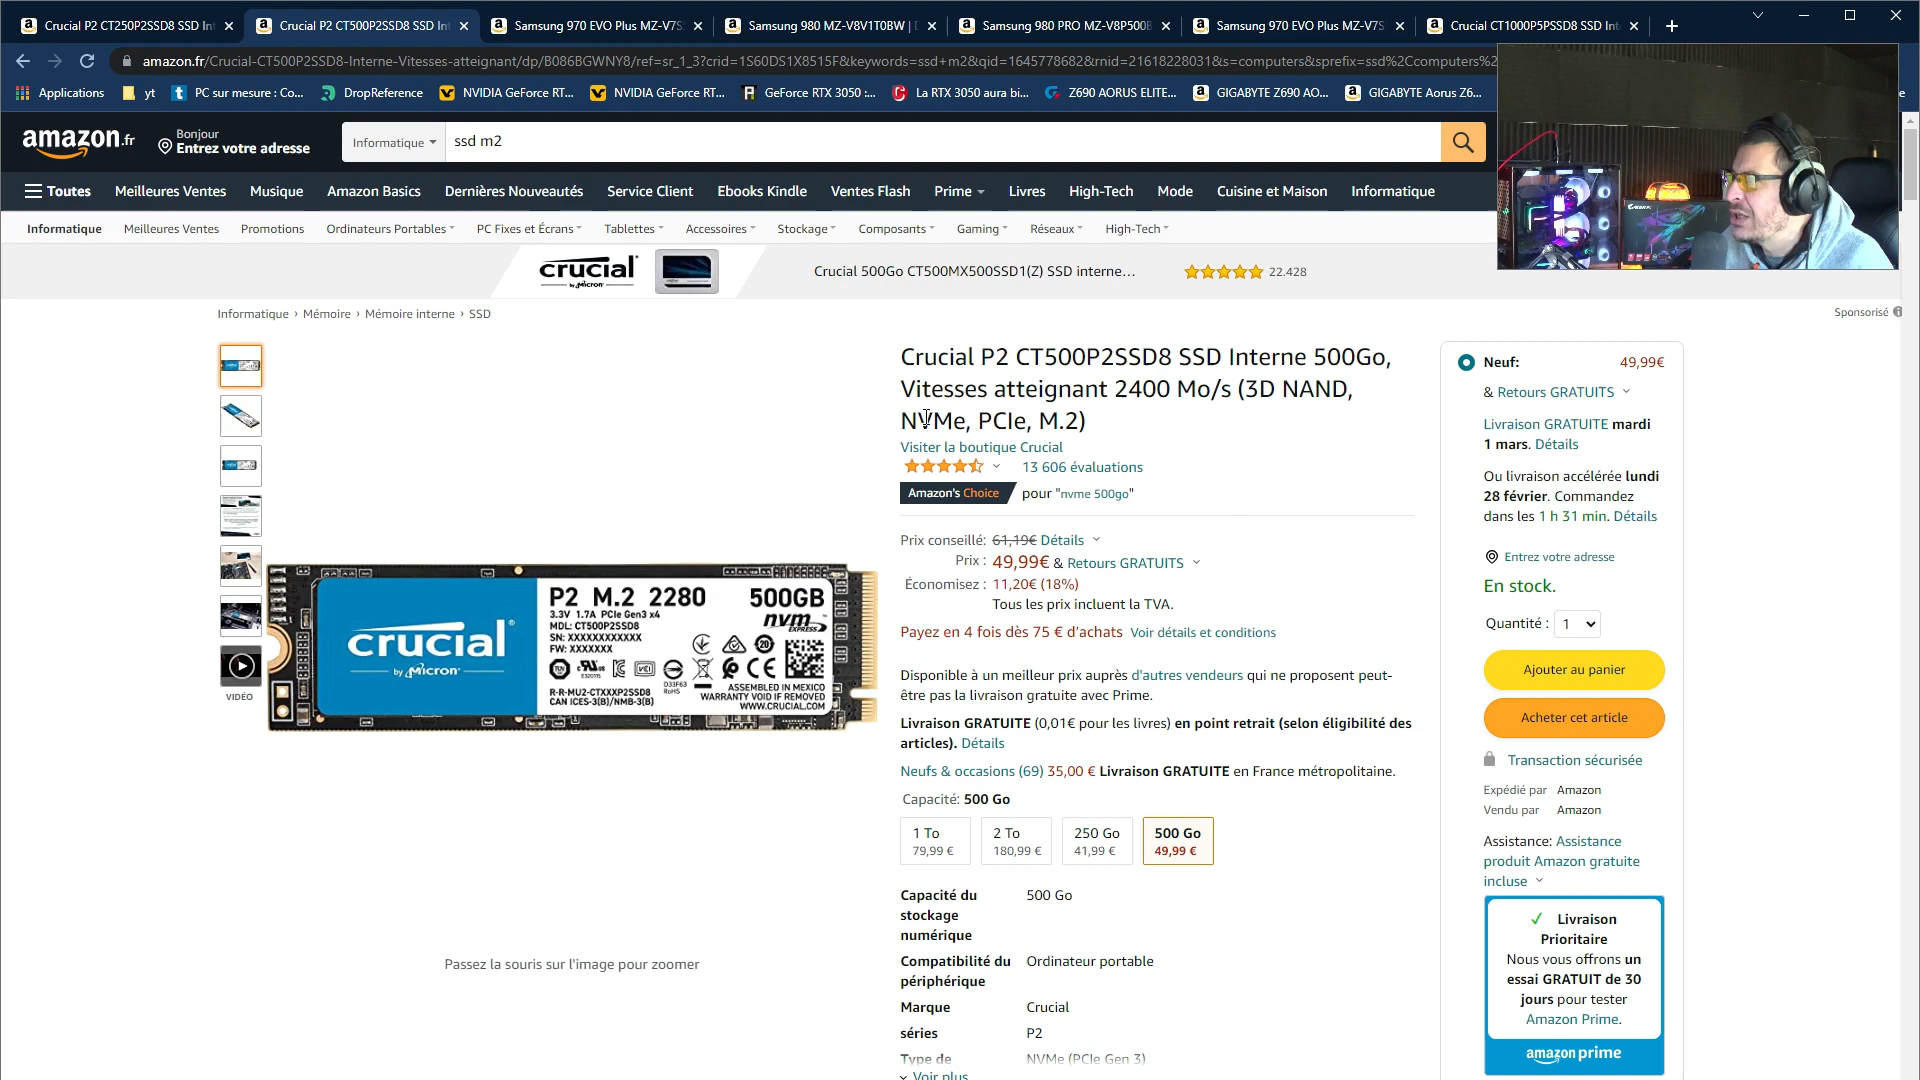 Crucial P2 CT250P2SSD8 SSD Int
Crucial P2 CT500P2SSD8 SSD Int
Samsung 970 EVO Plus MZ-V7S
Samsung 980 MZ-V8V1T0BW | D
Samsung 980 PRO MZ-V8P500B
Samsung 970 EVO Plus MZ-V7S
Crucial CT1000P5PSSD8 SSD Int
amazon.fr/Crucial-CT500P2SSD8-Interne-Vitesses-atteignant/dp/B086BGWNY8/ref=sr_1_3?crid=1S60DS1X8515F&keywords=ssd+m2&qid=1645778682&rnid=21618228031&s=computers&sprefix=ssd%2Ccomputers%2
Applications
yt
PC sur mesure : Co...
DropReference
NVIDIA GeForce RT...
NVIDIA GeForce RT...
GeForce RTX 3050 :...
La RTX 3050 aura bi...
Z690 AORUS ELITE...
GIGABYTE Z690 AO...
GIGABYTE Aorus Z6...
amazon.fr
Bonjour
Entrez votre adresse
Informatique
ssd m2
Toutes
Meilleures Ventes
Musique
Amazon Basics
Dernières Nouveautés
Service Client
Ebooks Kindle
Ventes Flash
Prime
Livres
High-Tech
Mode
Cuisine et Maison
Informatique
Informatique
Meilleures Ventes
Promotions
Ordinateurs Portables
PC Fixes et Écrans
Tablettes
Accessoires
Stockage
Composants
Gaming
Réseaux
High-Tech
crucial
by Micron
Crucial 500Go CT500MX500SSD1(Z) SSD interne…
22.428
Sponsorisé
Informatique › Mémoire › Mémoire interne › SSD
VIDÉO
crucial
by Micron
P2 M.2 2280
500GB
3.3V 1.7A PCIe Gen3 x4
MDL: CT500P2SSD8
SN: XXXXXXXXXXXX
FW: XXXXXXX
nvm
EXPRESS
R-R-MU2-CTXXXP2SSD8
CAN ICES-3(B)/NMB-3(B)
D33F63
RoHS
ASSEMBLED IN MEXICO
WARRANTY VOID IF REMOVED
WWW.CRUCIAL.COM
Passez la souris sur l'image pour zoomer
Crucial P2 CT500P2SSD8 SSD Interne 500Go,
Vitesses atteignant 2400 Mo/s (3D NAND,
NVMe, PCIe, M.2)
Visiter la boutique Crucial
13 606 évaluations
Amazon's Choice pour "nvme 500go"
Prix conseillé: 61,19€ Détails
Prix : 49,99€ & Retours GRATUITS
Économisez : 11,20€ (18%)
Tous les prix incluent la TVA.
Payez en 4 fois dès 75 € d’achats Voir détails et conditions
Disponible à un meilleur prix auprès d'autres vendeurs qui ne proposent peut-
être pas la livraison gratuite avec Prime.
Livraison GRATUITE (0,01€ pour les livres) en point retrait (selon éligibilité des
articles). Détails
Neufs & occasions (69) 35,00 € Livraison GRATUITE en France métropolitaine.
Capacité: 500 Go
1 To
79,99 €
2 To
180,99 €
250 Go
41,99 €
500 Go
49,99 €
Capacité du
stockage
numérique
500 Go
Compatibilité du
périphérique
Ordinateur portable
Marque
Crucial
séries
P2
Type de
NVMe (PCIe Gen 3)
Voir plus
Neuf:
49,99€
& Retours GRATUITS
Livraison GRATUITE mardi
1 mars. Détails
Ou livraison accélérée lundi
28 février. Commandez
dans les 1 h 31 min. Détails
Entrez votre adresse
En stock.
Quantité : 1
Ajouter au panier
Acheter cet article
Transaction sécurisée
Expédié par Amazon
Vendu par Amazon
Assistance: Assistance
produit Amazon gratuite
incluse
Livraison
Prioritaire
Nous vous offrons un
essai GRATUIT de 30
jours pour tester
Amazon Prime.
amazon prime